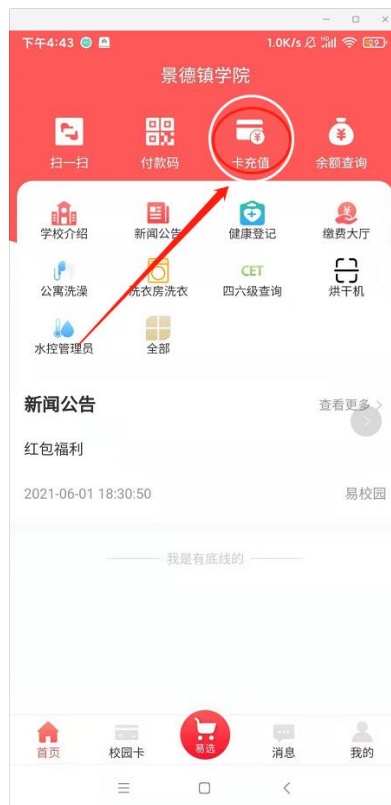 下午4:43 1.0K/s 59
景德镇学院
扫一扫 付款码 卡充值 余额查询
学校介绍 新闻公告 健康登记 缴费大厅
CET
公寓洗澡 洗衣房洗衣 四六级查询 烘干机
水控管理员 全部
新闻公告 查看更多
红包福利
2021-06-01 18:30:50 易校园
我是有底线的
易选
首页 校园卡 消息 我的